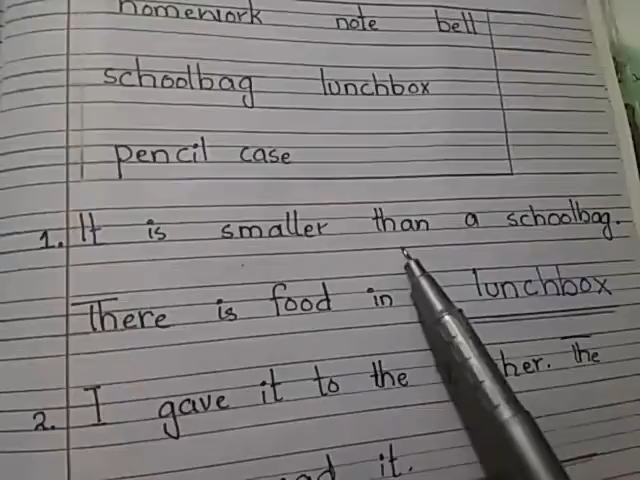 homework note bell
schoolbag lunchbox
pencil case
1. It is smaller than a schoolbag.
There is food in lunchbox
2. I gave it to the her. The
it.